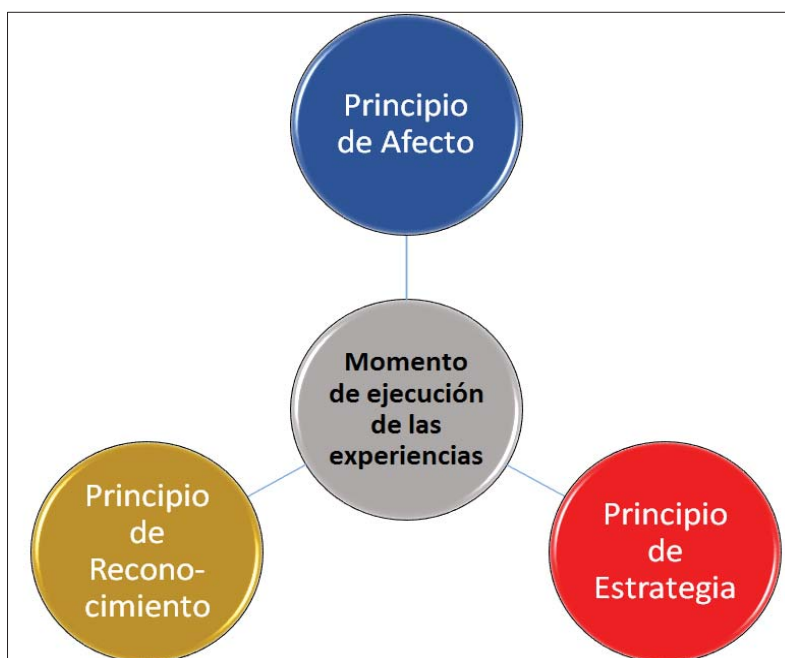 Principio
de Afecto
Momento
de ejecución
de las
experiencias
Principio
de
Recono-
cimiento
Principio
de
Estrategia